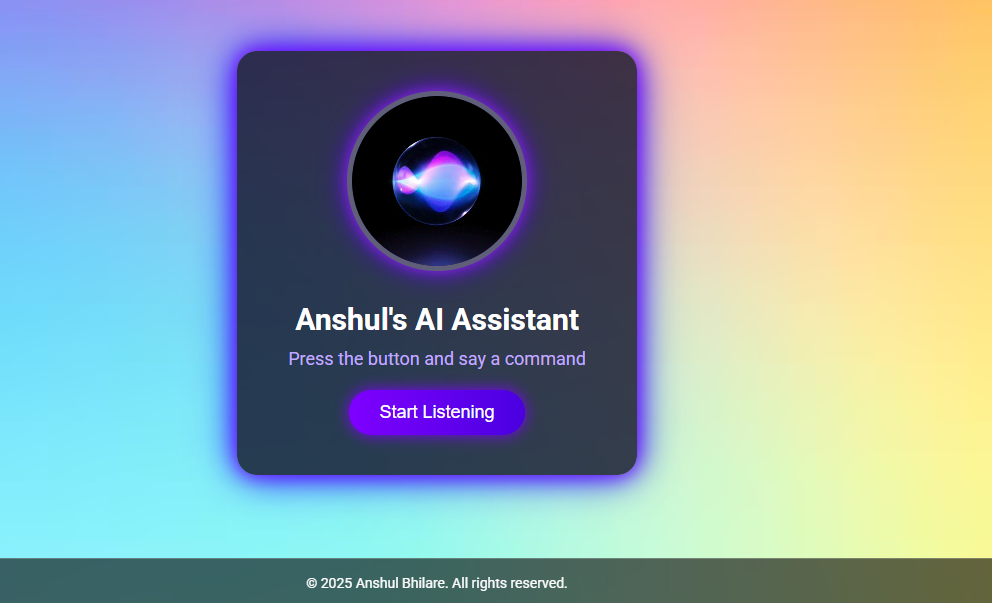 Anshul's AI Assistant
Press the button and say a command
Start Listening
© 2025 Anshul Bhilare. All rights reserved.